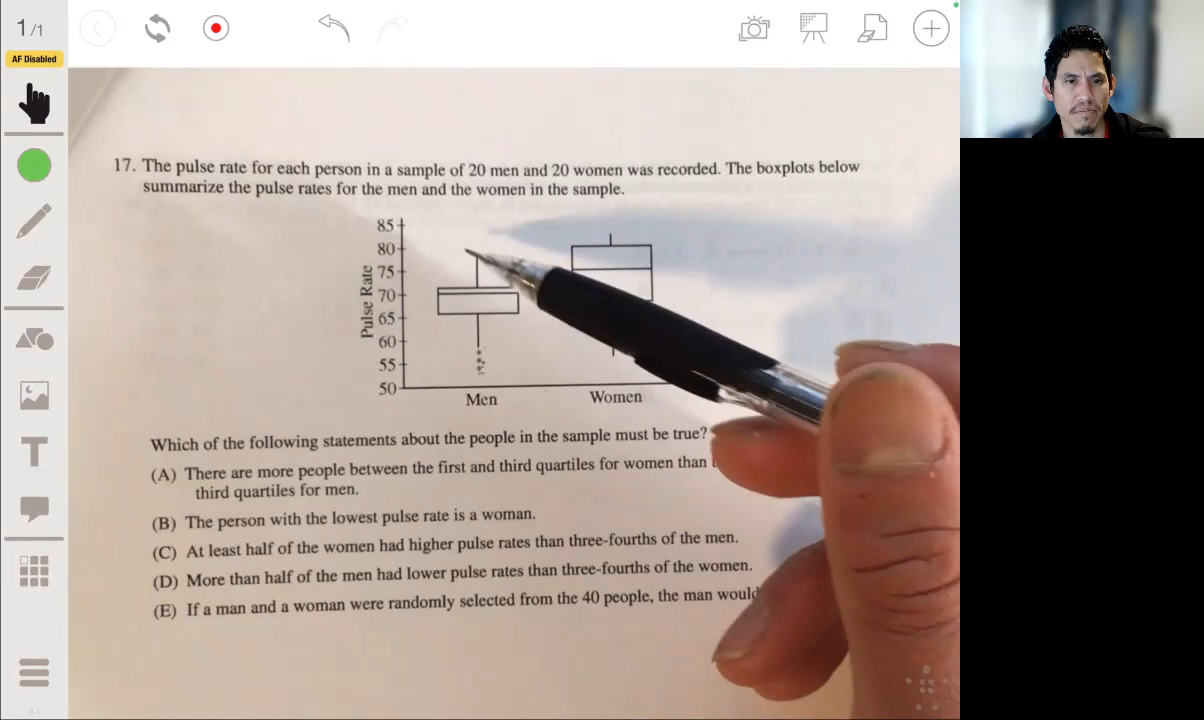 1/1
AF Disabled
17. The pulse rate for each person in a sample of 20 men and 20 women was recorded. The boxplots below
summarize the pulse rates for the men and the women in the sample.
85
80
75
70
65
60
55
50
Pulse Rate
Men
Women
Which of the following statements about the people in the sample must be true?
(A) There are more people between the first and third quartiles for women than
third quartiles for men.
(B) The person with the lowest pulse rate is a woman.
(C) At least half of the women had higher pulse rates than three-fourths of the men.
(D) More than half of the men had lower pulse rates than three-fourths of the women.
(E) If a man and a woman were randomly selected from the 40 people, the man would
T